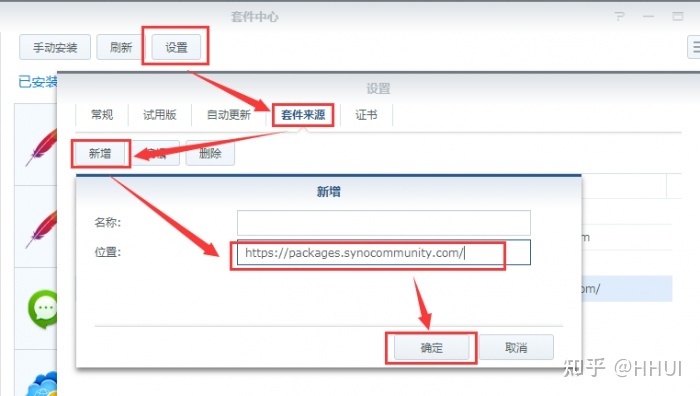 套件中心
手动安装 刷新 设置
已安装
设置
常规 试用版 自动更新 套件来源 证书
新增 删除
新增
名称:
m
位置: https://packages.synocommunity.com/
om/
确定 取消
知乎 @HHUI